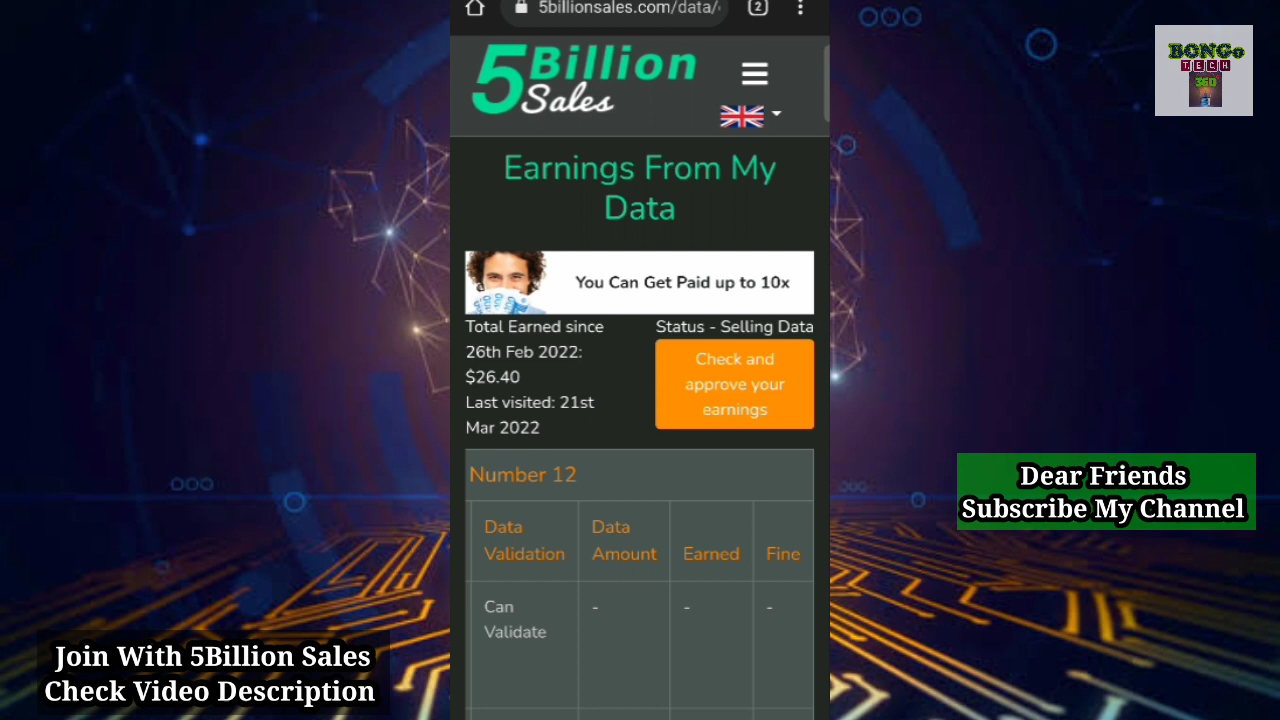 5billionsales.com/data/
2
5Billion
Sales
BONGo
TECH
360
Earnings From My
Data
You Can Get Paid up to 10x
Total Earned since
26th Feb 2022:
$26.40
Last visited: 21st
Mar 2022
Status - Selling Data
Check and
approve your
earnings
Number 12
Data
Validation
Data
Amount
Earned
Fine
Can
Validate
-
-
-
Dear Friends
Subscribe My Channel
Join With 5Billion Sales
Check Video Description